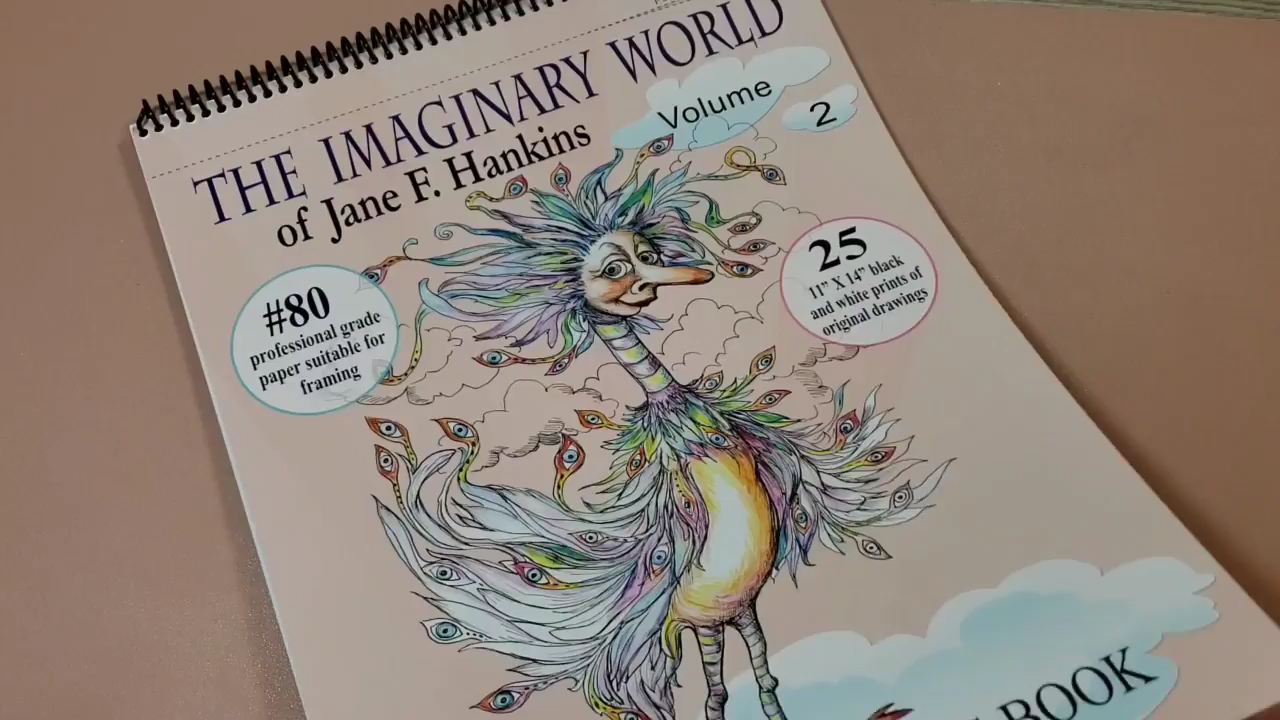 THE IMAGINARY WORLD
of Jane F. Hankins
Volume
2
#80
professional grade
paper suitable for
framing
25
11" X 14" black
and white prints of
original drawings
BOOK